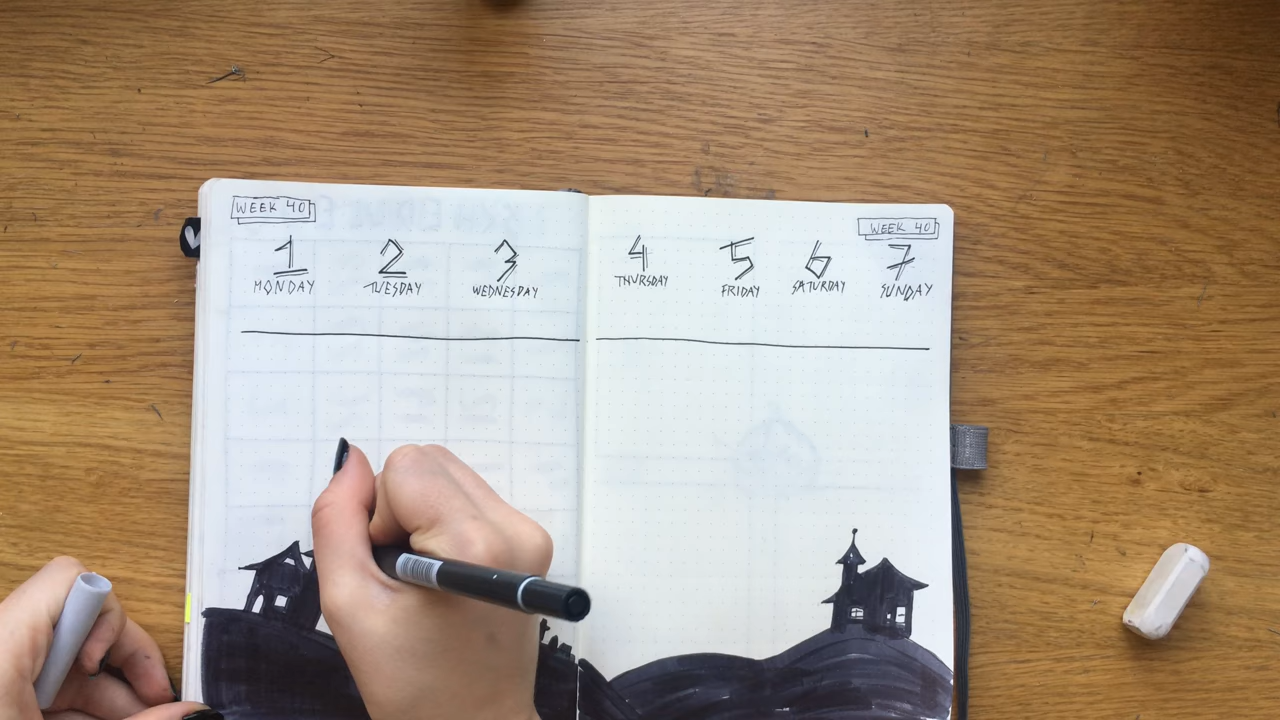 WEEK 40
WEEK 40
1 2 3 4 5 6 7
MONDAY TUESDAY WEDNESDAY THURSDAY FRIDAY SATURDAY SUNDAY